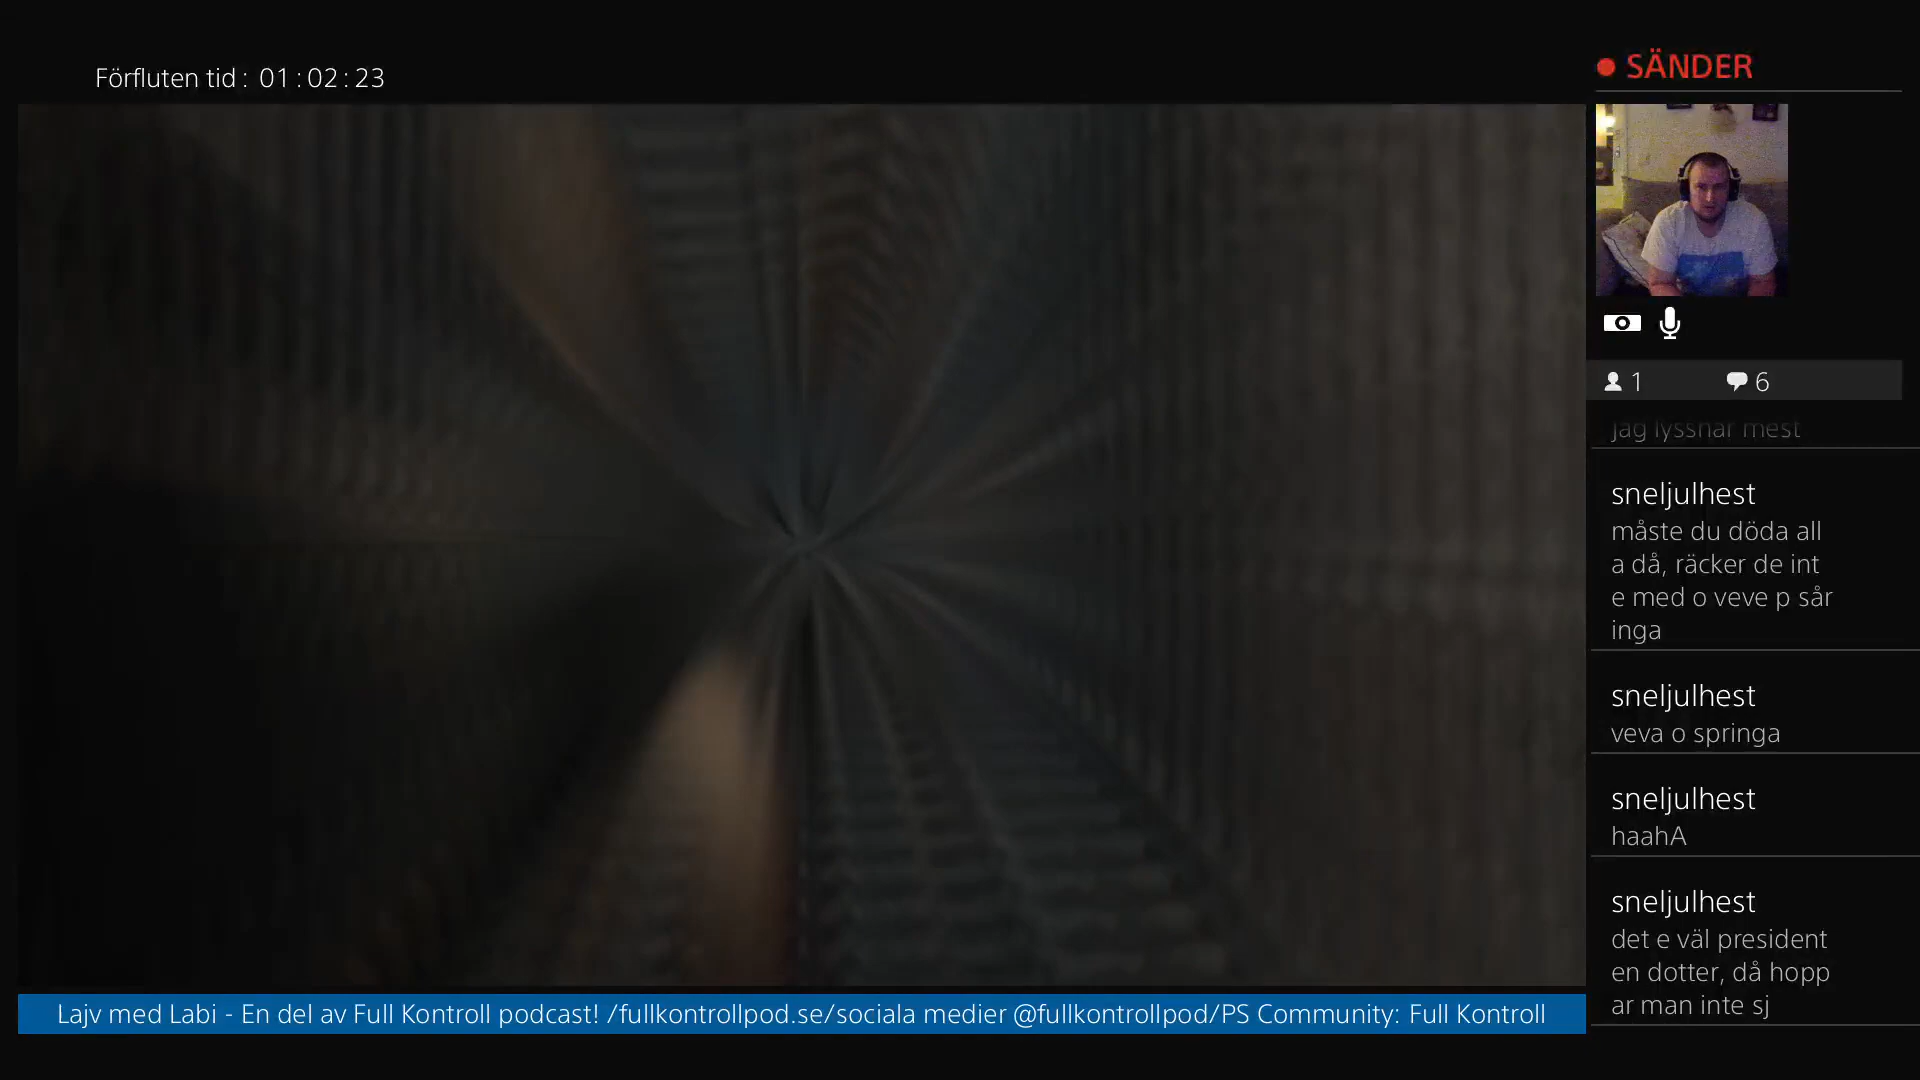 Förfluten tid : 01 : 02 : 23
SÄNDER
1
6
jag lyssnar mest
sneljulhest
måste du döda all
a då, räcker de int
e med o veve p sår
inga
sneljulhest
veva o springa
sneljulhest
haahA
sneljulhest
det e väl president
en dotter, då hopp
ar man inte sj
Lajv med Labi - En del av Full Kontroll podcast! /fullkontrollpod.se/sociala medier @fullkontrollpod/PS Community: Full Kontroll